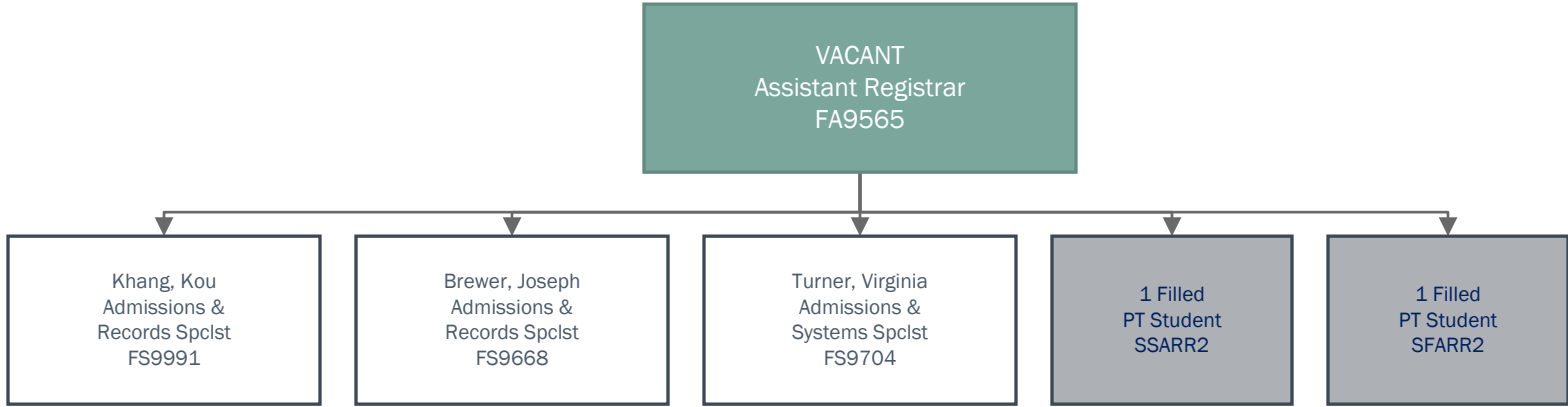 VACANT
Assistant Registrar
FA9565
Khang, Kou
Admissions &
Records Spclst
FS9991
Brewer, Joseph
Admissions &
Records Spclst
FS9668
Turner, Virginia
Admissions &
Systems Spclst
FS9704
1 Filled
PT Student
SSARR2
1 Filled
PT Student
SFARR2